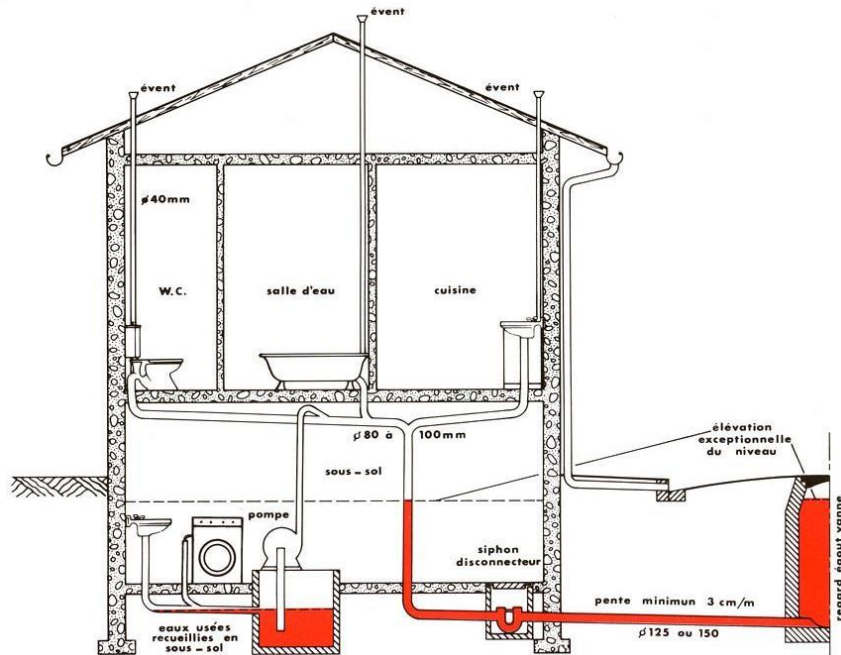 évent
évent
évent
ø40mm
W.C.
salle d'eau
cuisine
ø80 à 100mm
élévation
exceptionnelle
du niveau
sous-sol
pompe
siphon
disconnecteur
pente minimun 3 cm/m
ø125 ou 150
eaux usées
recueillies en
sous-sol
regard égout vanne